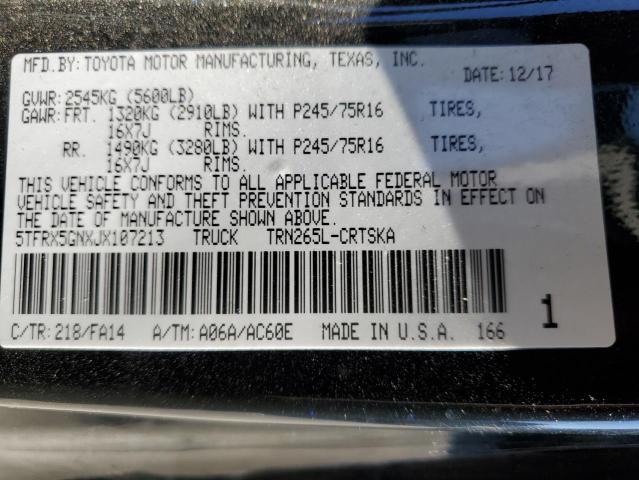 MFD.BY:TOYOTA MOTOR MANUFACTURING, TEXAS, INC.
DATE:12/17
GVWR:2545KG (5600LB)
GAWR:FRT. 1320KG (2910LB) WITH P245/75R16 TIRES,
16X7J RIMS.
RR. 1490KG (3280LB) WITH P245/75R16 TIRES,
16X7J RIMS.
THIS VEHICLE CONFORMS TO ALL APPLICABLE FEDERAL MOTOR
VEHICLE SAFETY AND THEFT PREVENTION STANDARDS IN EFFECT ON
THE DATE OF MANUFACTURE SHOWN ABOVE.
5TFRX5GNXJX107213 TRUCK TRN265L-CRTSKA
C/TR:218/FA14 A/TM:A06A/AC60E MADE IN U.S.A. 166 1